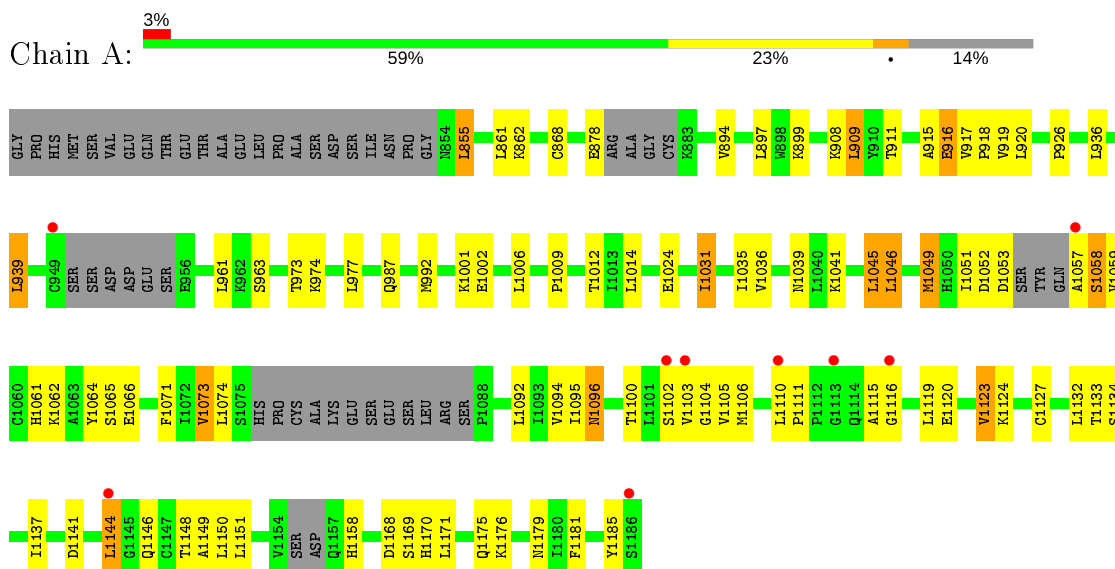 3%
Chain A:
59% 23% • 14%
GLY PRO HIS MET SER VAL GLU GLN THR GLU THR ALA GLU LEU PRO ALA SER ASP SER ILE ASN PRO GLY N854 L855 L861 K862 C868 E878 ARG ALA GLY CYS K883 V894 L897 W898 K899 K908 L909 Y910 T911 A915 E916 V917 P918 V919 L920 P926 L936
L939 C949 SER SER ASP ASP GLU SER E956 L961 K962 S963 T973 K974 L977 Q987 M992 K1001 E1002 L1006 P1009 T1012 I1013 L1014 E1024 I1031 I1035 V1036 N1039 L1040 K1041 L1045 L1046 M1049 H1050 I1051 D1052 D1053 SER TYR GLN A1057 S1058 V1059
C1060 H1061 K1062 A1063 Y1064 S1065 E1066 F1071 I1072 V1073 L1074 S1075 HIS PRO CYS ALA LYS GLU SER GLU SER LEU ARG SER P1088 L1092 I1093 V1094 I1095 N1096 T1100 L1101 S1102 V1103 G1104 V1105 M1106 L1110 P1111 P1112 G1113 Q1114 A1115 G1116 L1119 E1120 V1123 K1124 C1127 L1132 T1133 S1134
I1137 D1141 L1144 G1145 Q1146 C1147 T1148 A1149 L1150 L1151 V1154 SER ASP Q1157 H1158 D1168 S1169 H1170 L1171 Q1175 K1176 N1179 I1180 F1181 Y1185 S1186